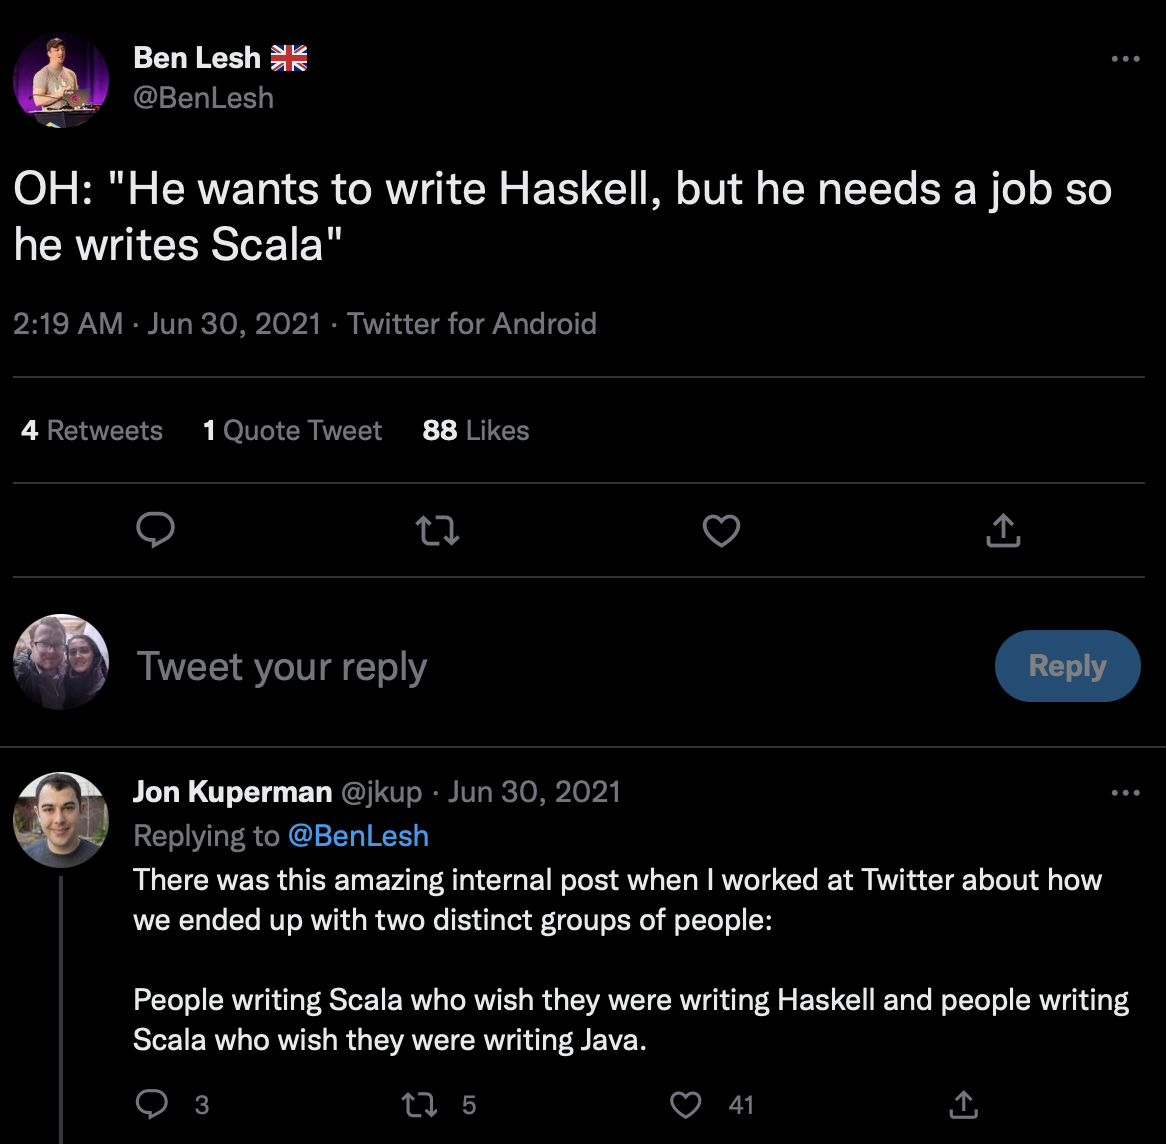 Ben Lesh 🇬🇧
@BenLesh
OH: "He wants to write Haskell, but he needs a job so
he writes Scala"
2:19 AM · Jun 30, 2021 · Twitter for Android
4 Retweets 1 Quote Tweet 88 Likes
Tweet your reply
Reply
Jon Kuperman @jkup · Jun 30, 2021
Replying to @BenLesh
There was this amazing internal post when I worked at Twitter about how
we ended up with two distinct groups of people:
People writing Scala who wish they were writing Haskell and people writing
Scala who wish they were writing Java.
3 5 41